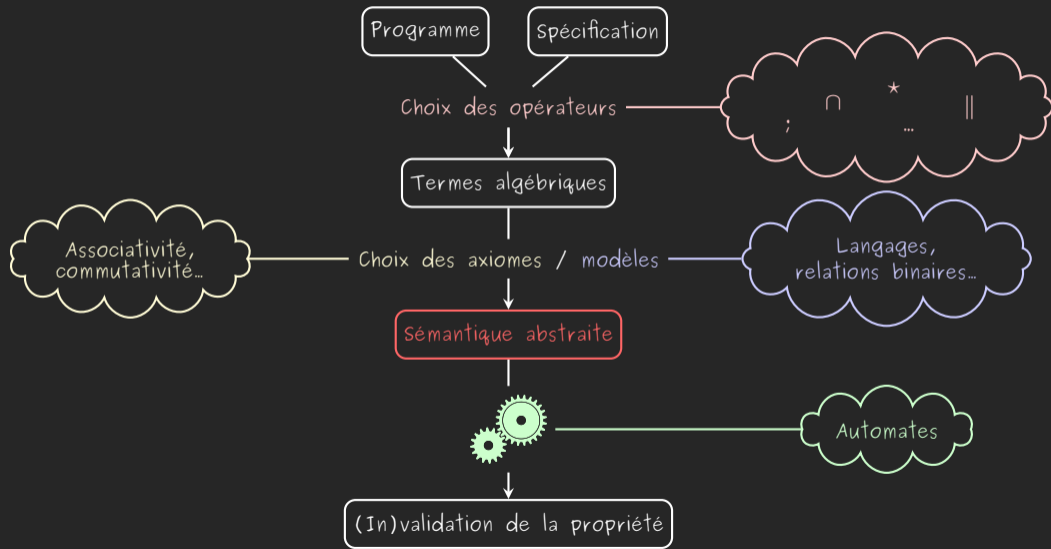 Programme
Spécification
Choix des opérateurs
; ∩ * … ||
Termes algébriques
Associativité,
commutativité…
Choix des axiomes / modèles
Langages,
relations binaires…
Sémantique abstraite
Automates
(In)validation de la propriété